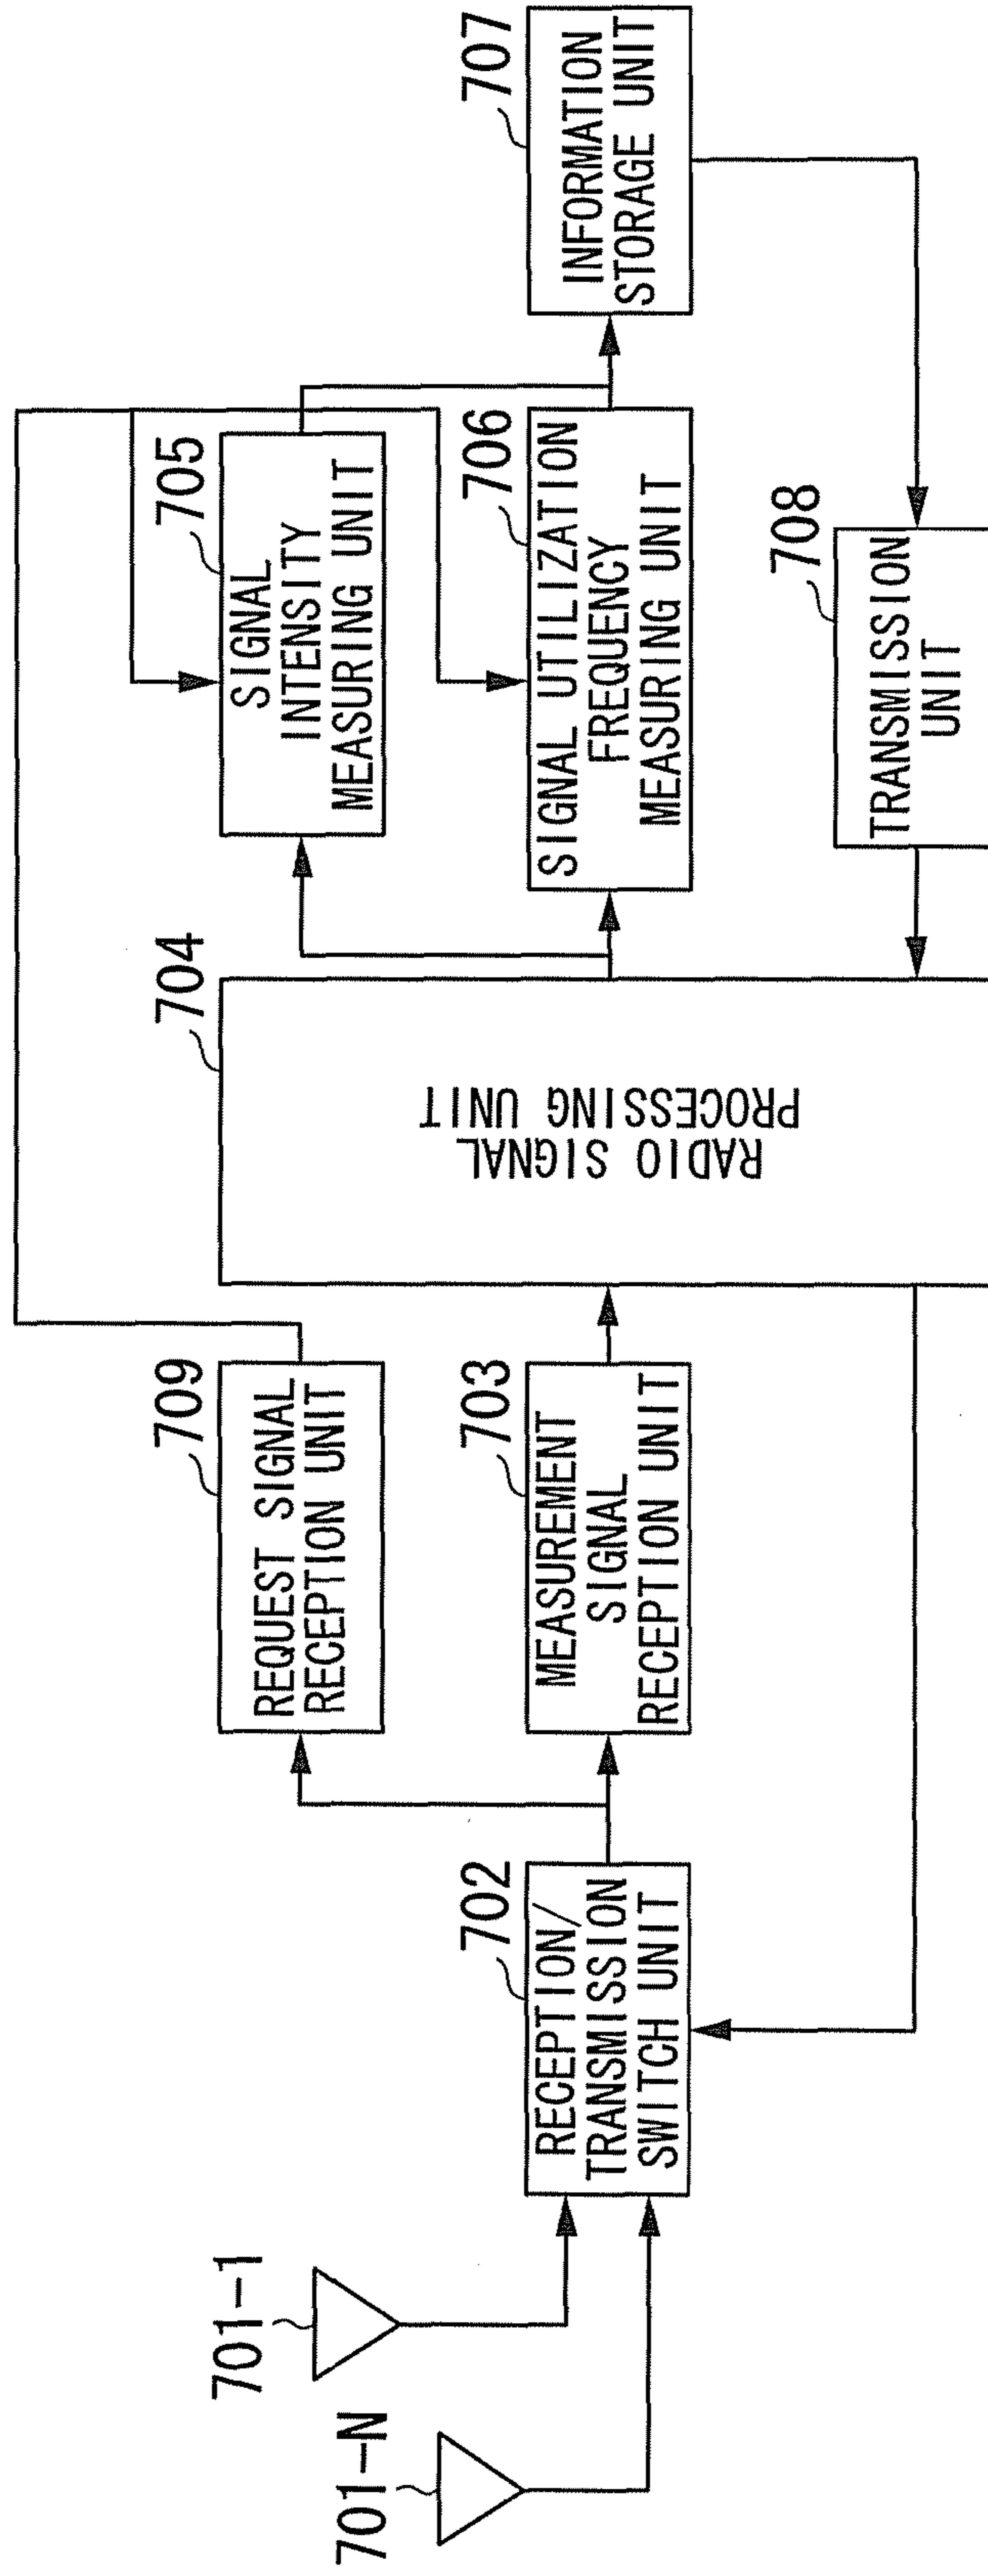 701-1
701-N
702
RECEPTION/
TRANSMISSION
SWITCH UNIT
709
REQUEST SIGNAL
RECEPTION UNIT
703
MEASUREMENT
SIGNAL
RECEPTION UNIT
704
RADIO SIGNAL
PROCESSING UNIT
705
SIGNAL
INTENSITY
MEASURING UNIT
706
SIGNAL UTILIZATION
FREQUENCY
MEASURING UNIT
707
INFORMATION
STORAGE UNIT
708
TRANSMISSION
UNIT